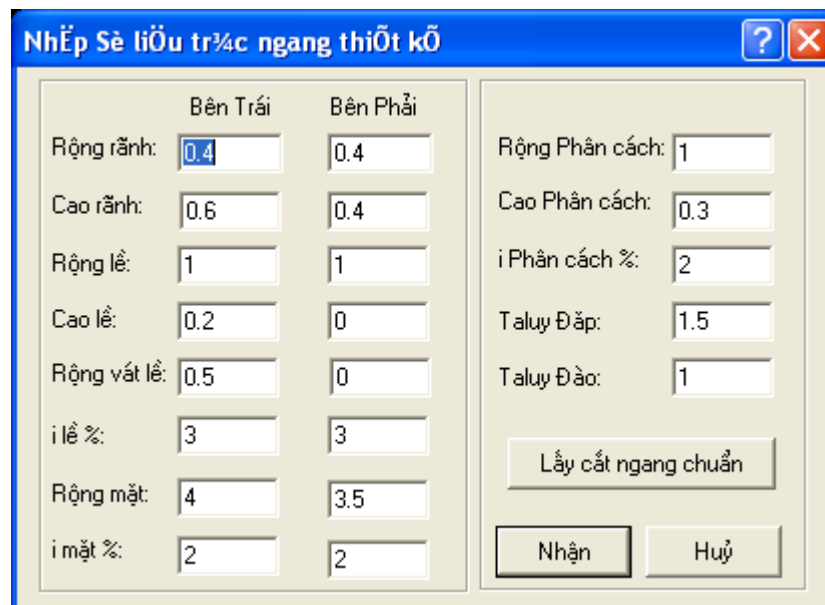 NhËp Sè liÖu tr¾c ngang thiÕt kÕ
Bên Trái Bên Phải
Rộng rãnh: 0.4 0.4
Cao rãnh: 0.6 0.4
Rộng lề: 1 1
Cao lề: 0.2 0
Rộng vát lề: 0.5 0
i lề %: 3 3
Rộng mặt: 4 3.5
i mặt %: 2 2
Rộng Phân cách: 1
Cao Phân cách: 0.3
i Phân cách %: 2
Taluy Đăp: 1.5
Taluy Đào: 1
Lấy cắt ngang chuẩn
Nhận Huỷ